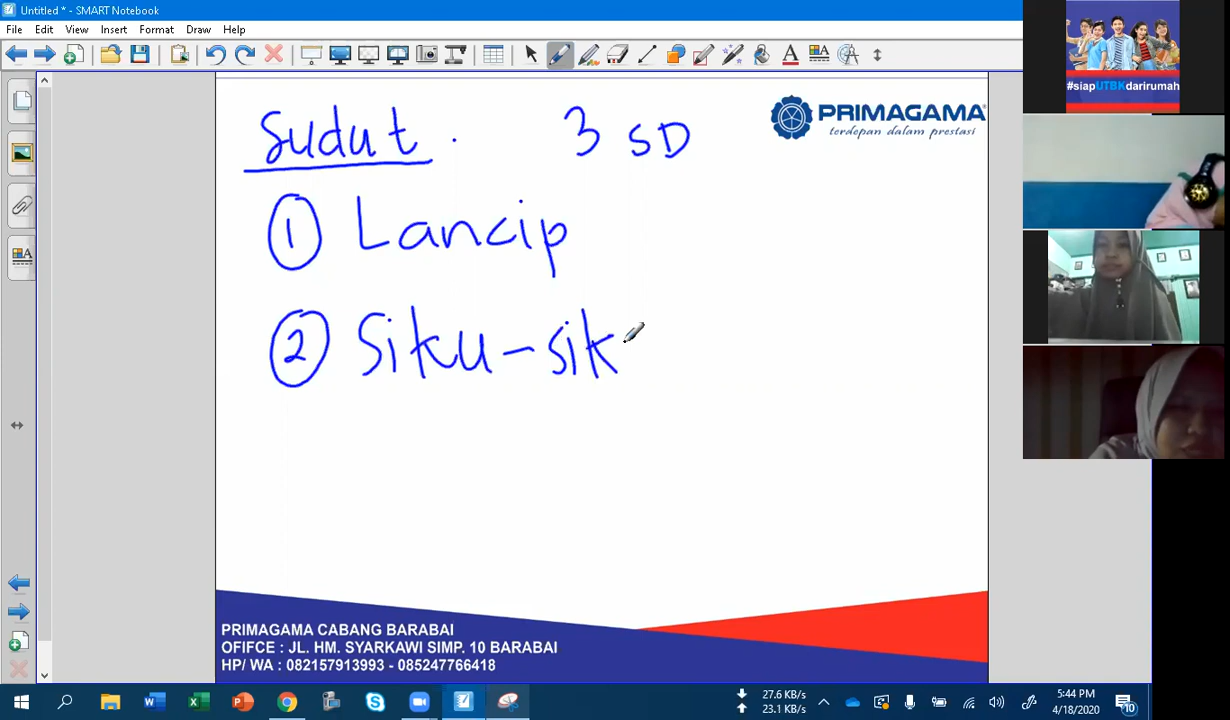 Untitled * - SMART Notebook
File Edit View Insert Format Draw Help
#siapUTBKdarirumah
PRIMAGAMA
terdepan dalam prestasi
Sudut. 3 SD
1 Lancip
2 Siku-sik
PRIMAGAMA CABANG BARABAI
OFIFCE : JL. HM. SYARKAWI SIMP. 10 BARABAI
HP/ WA : 082157913993 - 085247766418
27.6 KB/s
23.1 KB/s
5:44 PM
4/18/2020
10